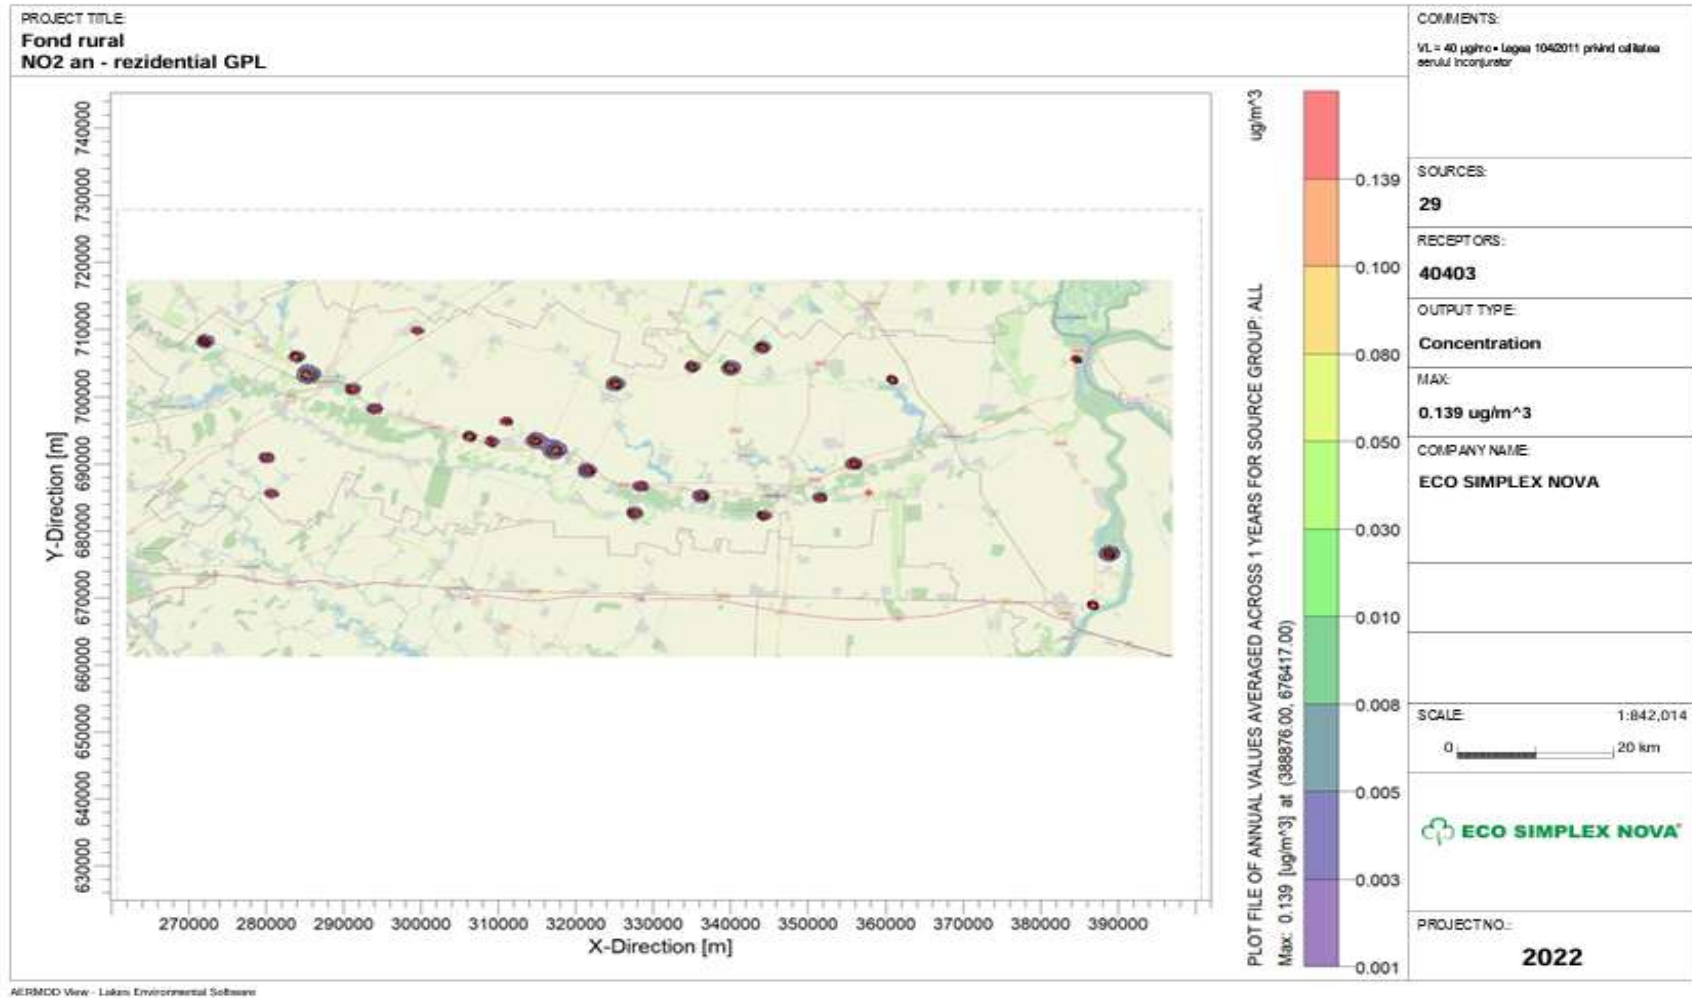 PROJECT TITLE:
Fond rural
NO2 an - rezidential GPL
COMMENTS:
VL = 40 µg/mc - Legea 104/2011 privind calitatea
aerului inconjurator
SOURCES:
29
RECEPTORS:
40403
OUTPUT TYPE:
Concentration
MAX:
0.139 ug/m^3
COMPANY NAME:
ECO SIMPLEX NOVA
SCALE:
1:842,014
0
20 km
ECO SIMPLEX NOVA
PROJECT NO.:
2022
Y-Direction [m]
740000
730000
720000
710000
700000
690000
680000
670000
660000
650000
640000
630000
270000 280000 290000 300000 310000 320000 330000 340000 350000 360000 370000 380000 390000
X-Direction [m]
PLOT FILE OF ANNUAL VALUES AVERAGED ACROSS 1 YEARS FOR SOURCE GROUP: ALL
ug/m^3
Max: 0.139 [ug/m^3] at (388876.00, 676417.00)
0.139
0.100
0.080
0.050
0.030
0.010
0.008
0.005
0.003
0.001
AERMOD View - Lakes Environmental Software